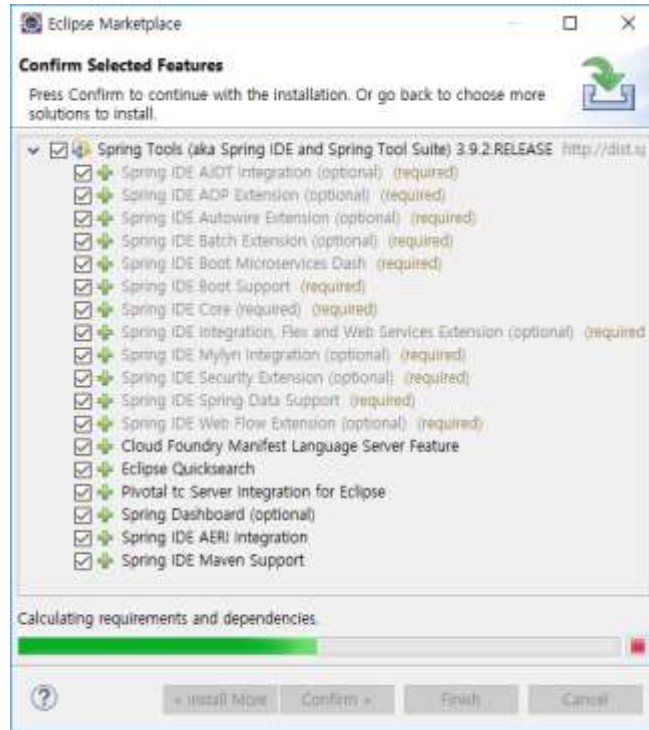 Eclipse Marketplace
Confirm Selected Features
Press Confirm to continue with the installation. Or go back to choose more
solutions to install.
Spring Tools (aka Spring IDE and Spring Tool Suite) 3.9.2.RELEASE http://dist.sp
Spring IDE AJDT Integration (optional) (required)
Spring IDE AOP Extension (optional) (required)
Spring IDE Autowire Extension (optional) (required)
Spring IDE Batch Extension (optional) (required)
Spring IDE Boot Microservices Dash (required)
Spring IDE Boot Support (required)
Spring IDE Core (required) (required)
Spring IDE Integration, Flex and Web Services Extension (optional) (required
Spring IDE Mylyn Integration (optional) (required)
Spring IDE Security Extension (optional) (required)
Spring IDE Spring Data Support (required)
Spring IDE Web Flow Extension (optional) (required)
Cloud Foundry Manifest Language Server Feature
Eclipse Quicksearch
Pivotal tc Server Integration for Eclipse
Spring Dashboard (optional)
Spring IDE AERI Integration
Spring IDE Maven Support
Calculating requirements and dependencies.
? < Install More Confirm > Finish Cancel